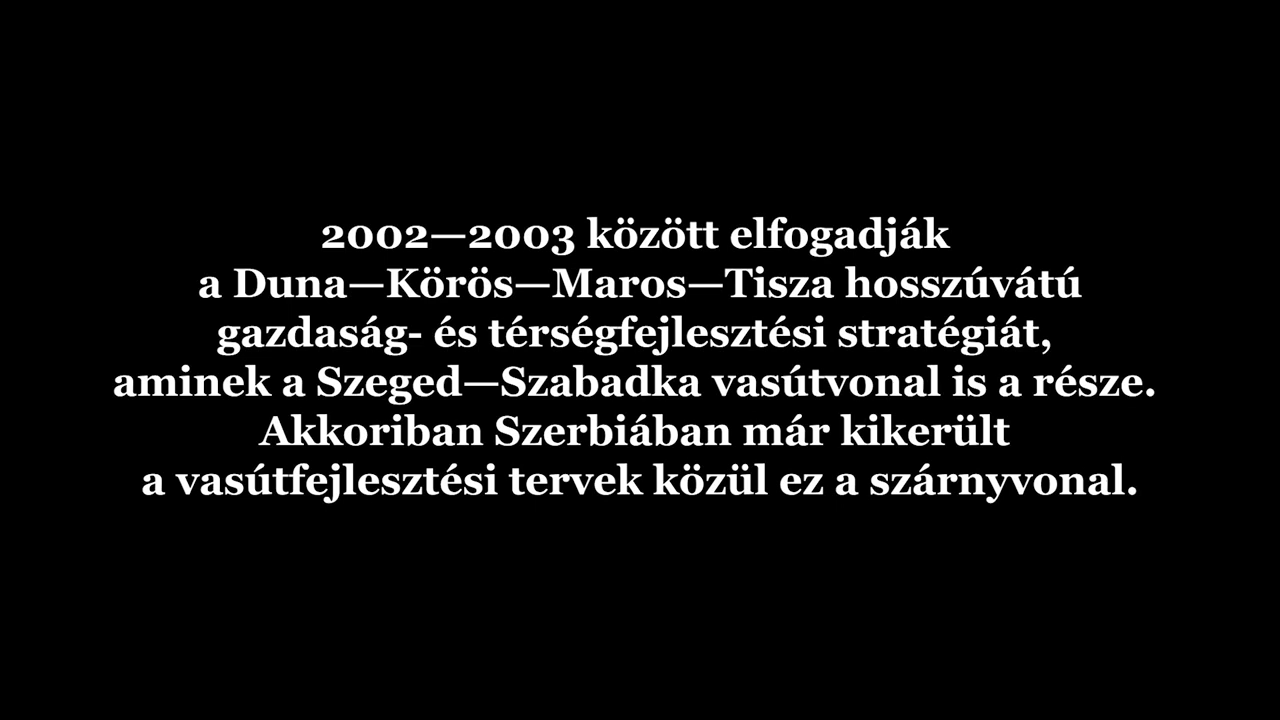 2002—2003 között elfogadják
a Duna—Körös—Maros—Tisza hosszúvátú
gazdaság- és térségfejlesztési stratégiát,
aminek a Szeged—Szabadka vasútvonal is a része.
Akkoriban Szerbiában már kikerült
a vasútfejlesztési tervek közül ez a szárnyvonal.